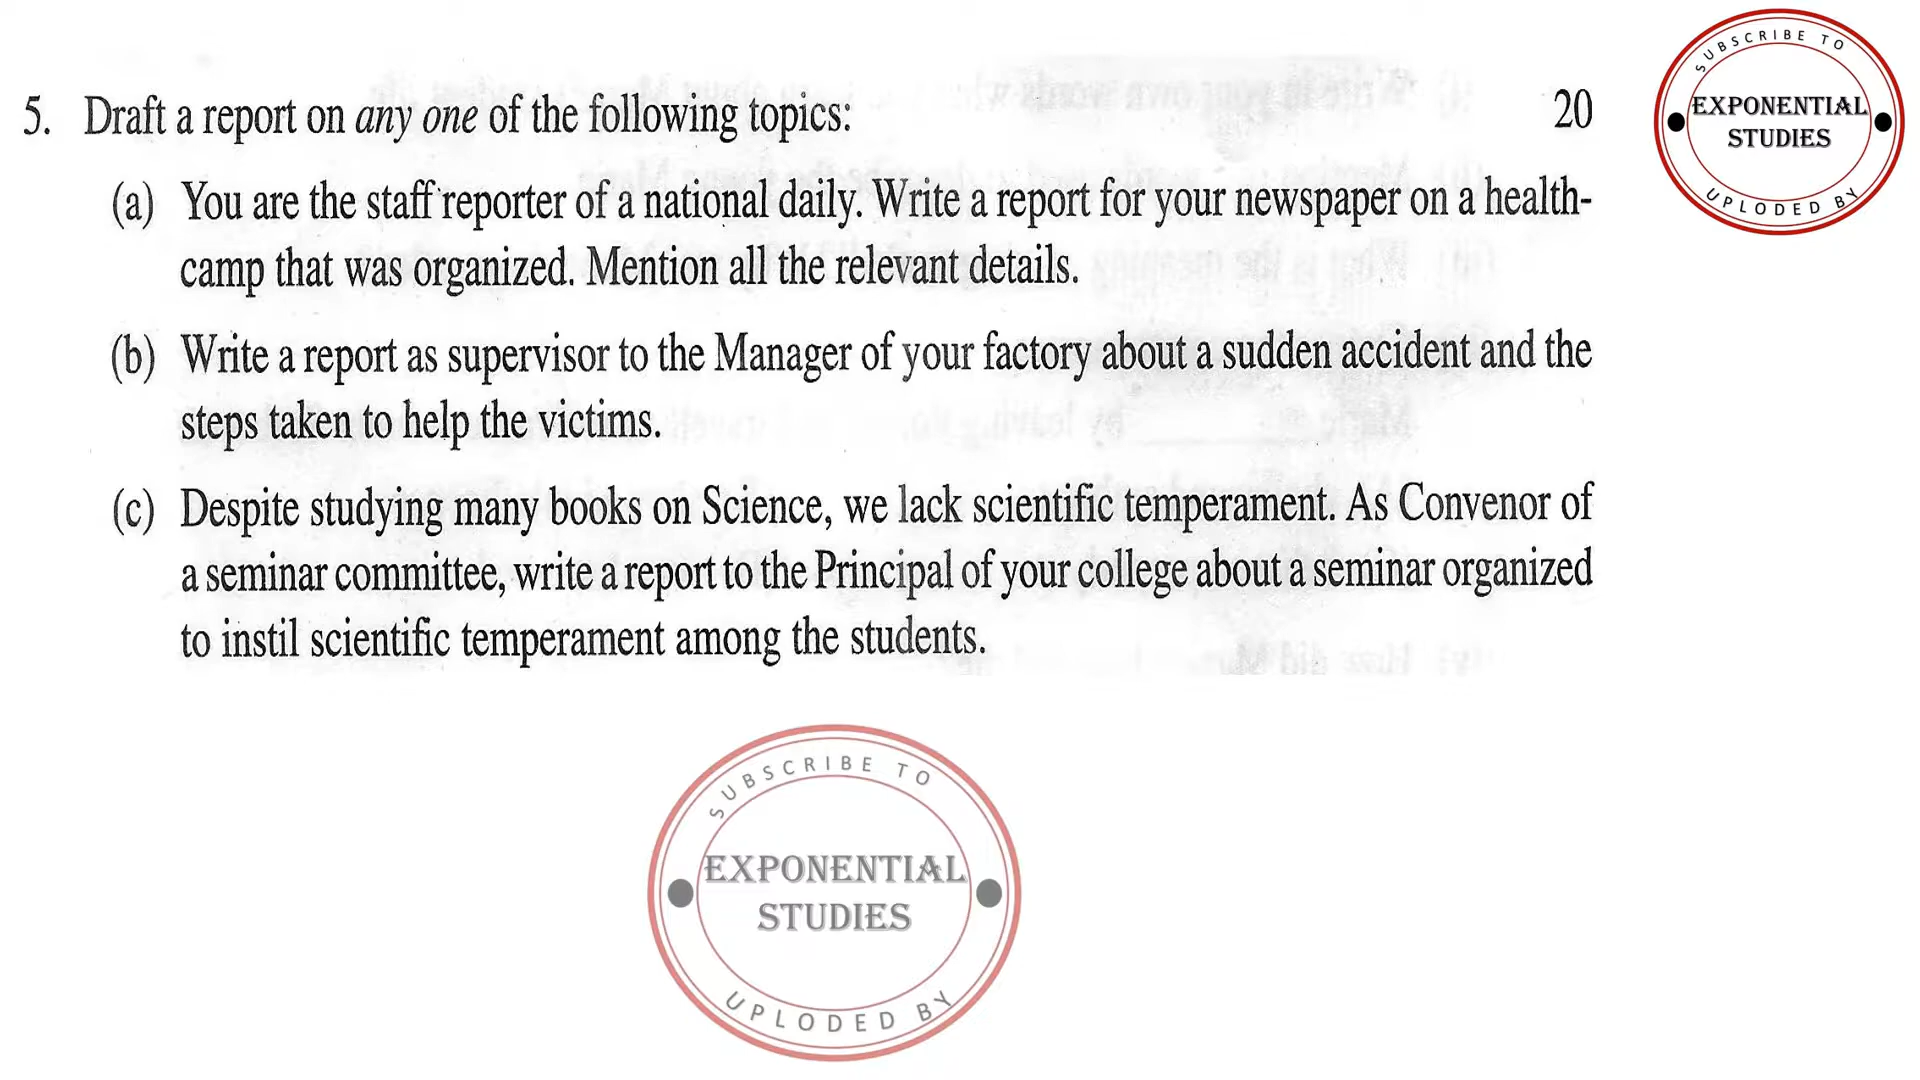 5. Draft a report on any one of the following topics: 20
(a) You are the staff reporter of a national daily. Write a report for your newspaper on a health-
camp that was organized. Mention all the relevant details.
(b) Write a report as supervisor to the Manager of your factory about a sudden accident and the
steps taken to help the victims.
(c) Despite studying many books on Science, we lack scientific temperament. As Convenor of
a seminar committee, write a report to the Principal of your college about a seminar organized
to instil scientific temperament among the students.
SUBSCRIBE TO
EXPONENTIAL
STUDIES
UPLODED BY
SUBSCRIBE TO
EXPONENTIAL
STUDIES
UPLODED BY